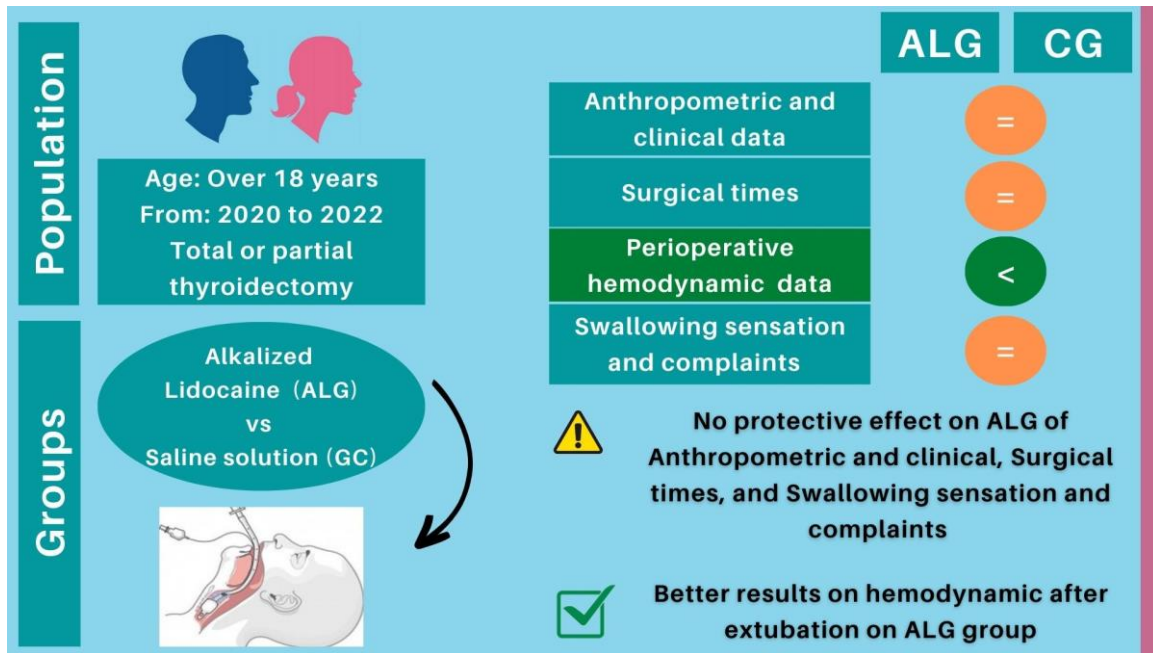 Population
Age: Over 18 years
From: 2020 to 2022
Total or partial
thyroidectomy
Groups
Alkalized
Lidocaine (ALG)
vs
Saline solution (GC)
ALG CG
Anthropometric and
clinical data
=
Surgical times
=
Perioperative
hemodynamic data
<
Swallowing sensation
and complaints
=
No protective effect on ALG of
Anthropometric and clinical, Surgical
times, and Swallowing sensation and
complaints
Better results on hemodynamic after
extubation on ALG group